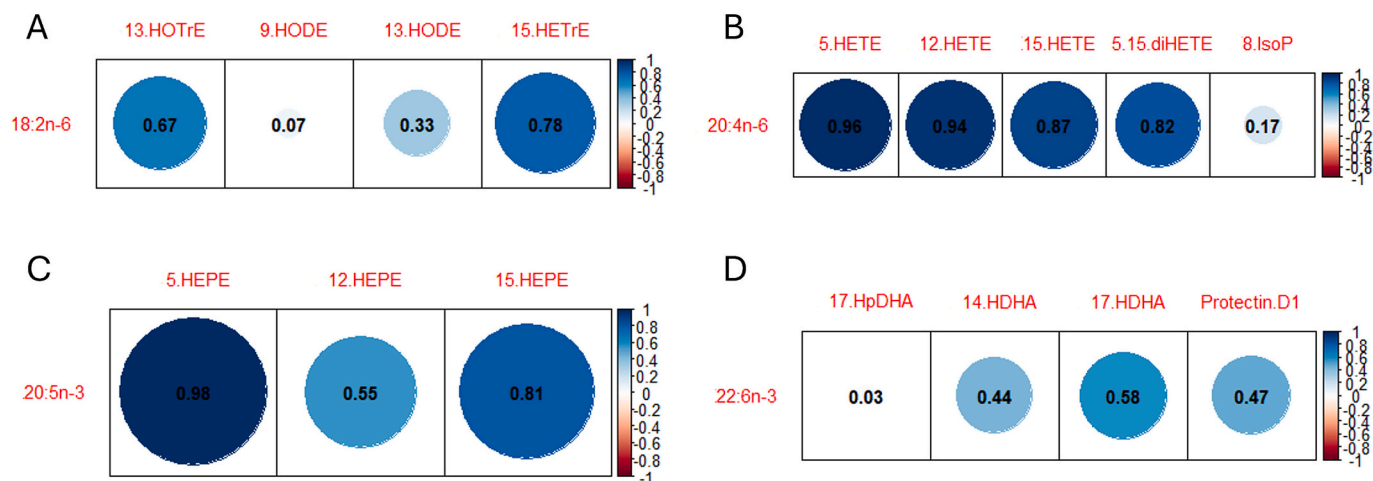 A
13.HOTrE 9.HODE 13.HODE 15.HETrE
18:2n-6
0.67 0.07 0.33 0.78
1
0.8
0.6
0.4
0.2
0
-0.2
-0.4
-0.6
-0.8
-1
B
5.HETE 12.HETE .15.HETE 5.15.diHETE 8.IsoP
20:4n-6
0.96 0.94 0.87 0.82 0.17
1
0.8
0.6
0.4
0.2
0
-0.2
-0.4
-0.6
-0.8
-1
C
5.HEPE 12.HEPE 15.HEPE
20:5n-3
0.98 0.55 0.81
1
0.8
0.6
0.4
0.2
0
-0.2
-0.4
-0.6
-0.8
-1
D
17.HpDHA 14.HDHA 17.HDHA Protectin.D1
22:6n-3
0.03 0.44 0.58 0.47
1
0.8
0.6
0.4
0.2
0
-0.2
-0.4
-0.6
-0.8
-1